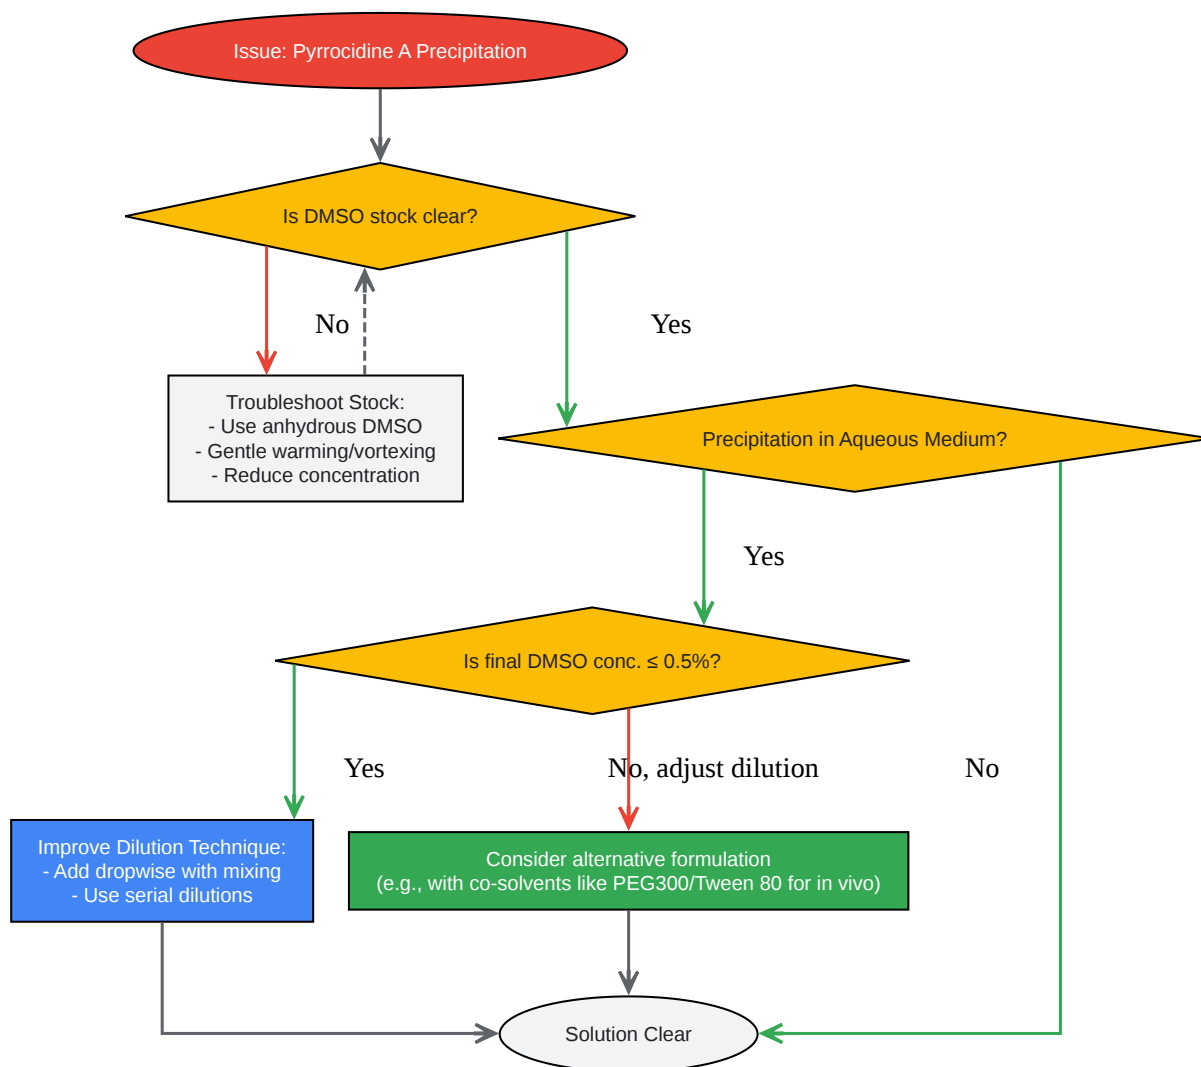 Issue: Pyrrocidine A Precipitation
Is DMSO stock clear?
No
Yes
Troubleshoot Stock:
- Use anhydrous DMSO
- Gentle warming/vortexing
- Reduce concentration
Precipitation in Aqueous Medium?
Yes
Is final DMSO conc. ≤ 0.5%?
Yes
No, adjust dilution
No
Improve Dilution Technique:
- Add dropwise with mixing
- Use serial dilutions
Consider alternative formulation
(e.g., with co-solvents like PEG300/Tween 80 for in vivo)
Solution Clear